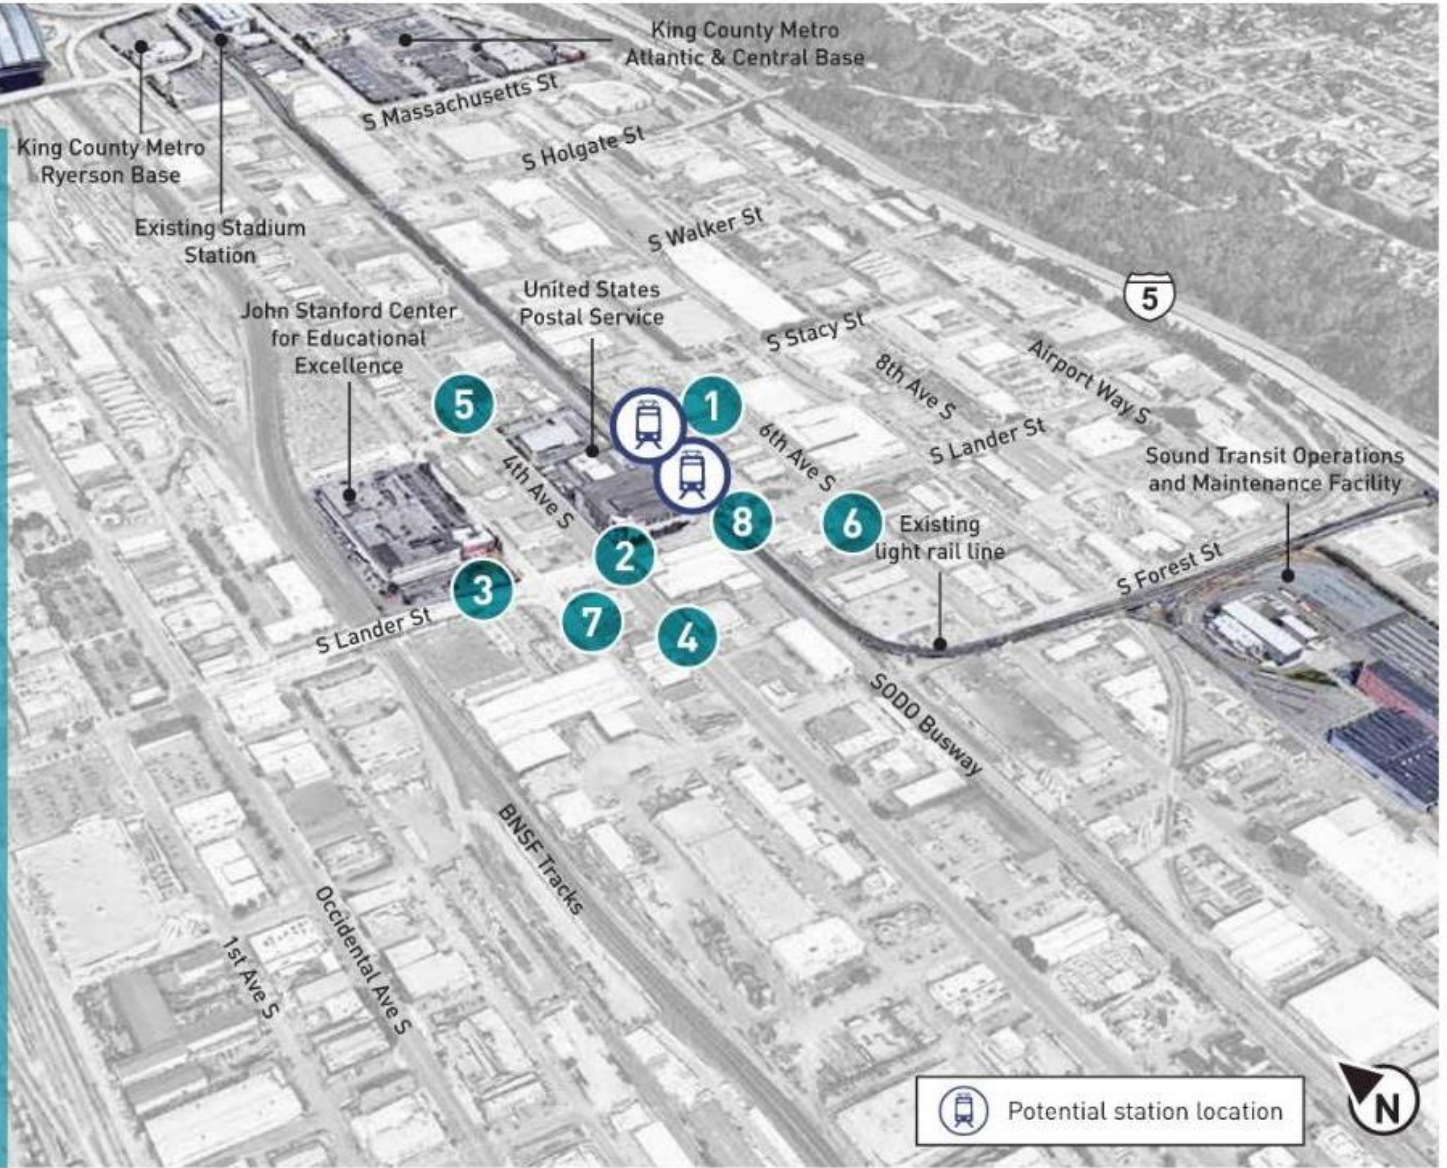 King County Metro
Atlantic & Central Base
S Massachusetts St
King County Metro
Ryerson Base
S Holgate St
Existing Stadium
Station
S Walker St
United States
Postal Service
5
John Stanford Center
for Educational
Excellence
S Stacy St
Airport Way S
8th Ave S
5
1
6th Ave S
S Lander St
4th Ave S
Sound Transit Operations
and Maintenance Facility
8
6
Existing
light rail line
2
S Forest St
3
7
4
S Lander St
SODO Busway
BNSF Tracks
Occidental Ave S
1st Ave S
Potential station location
N